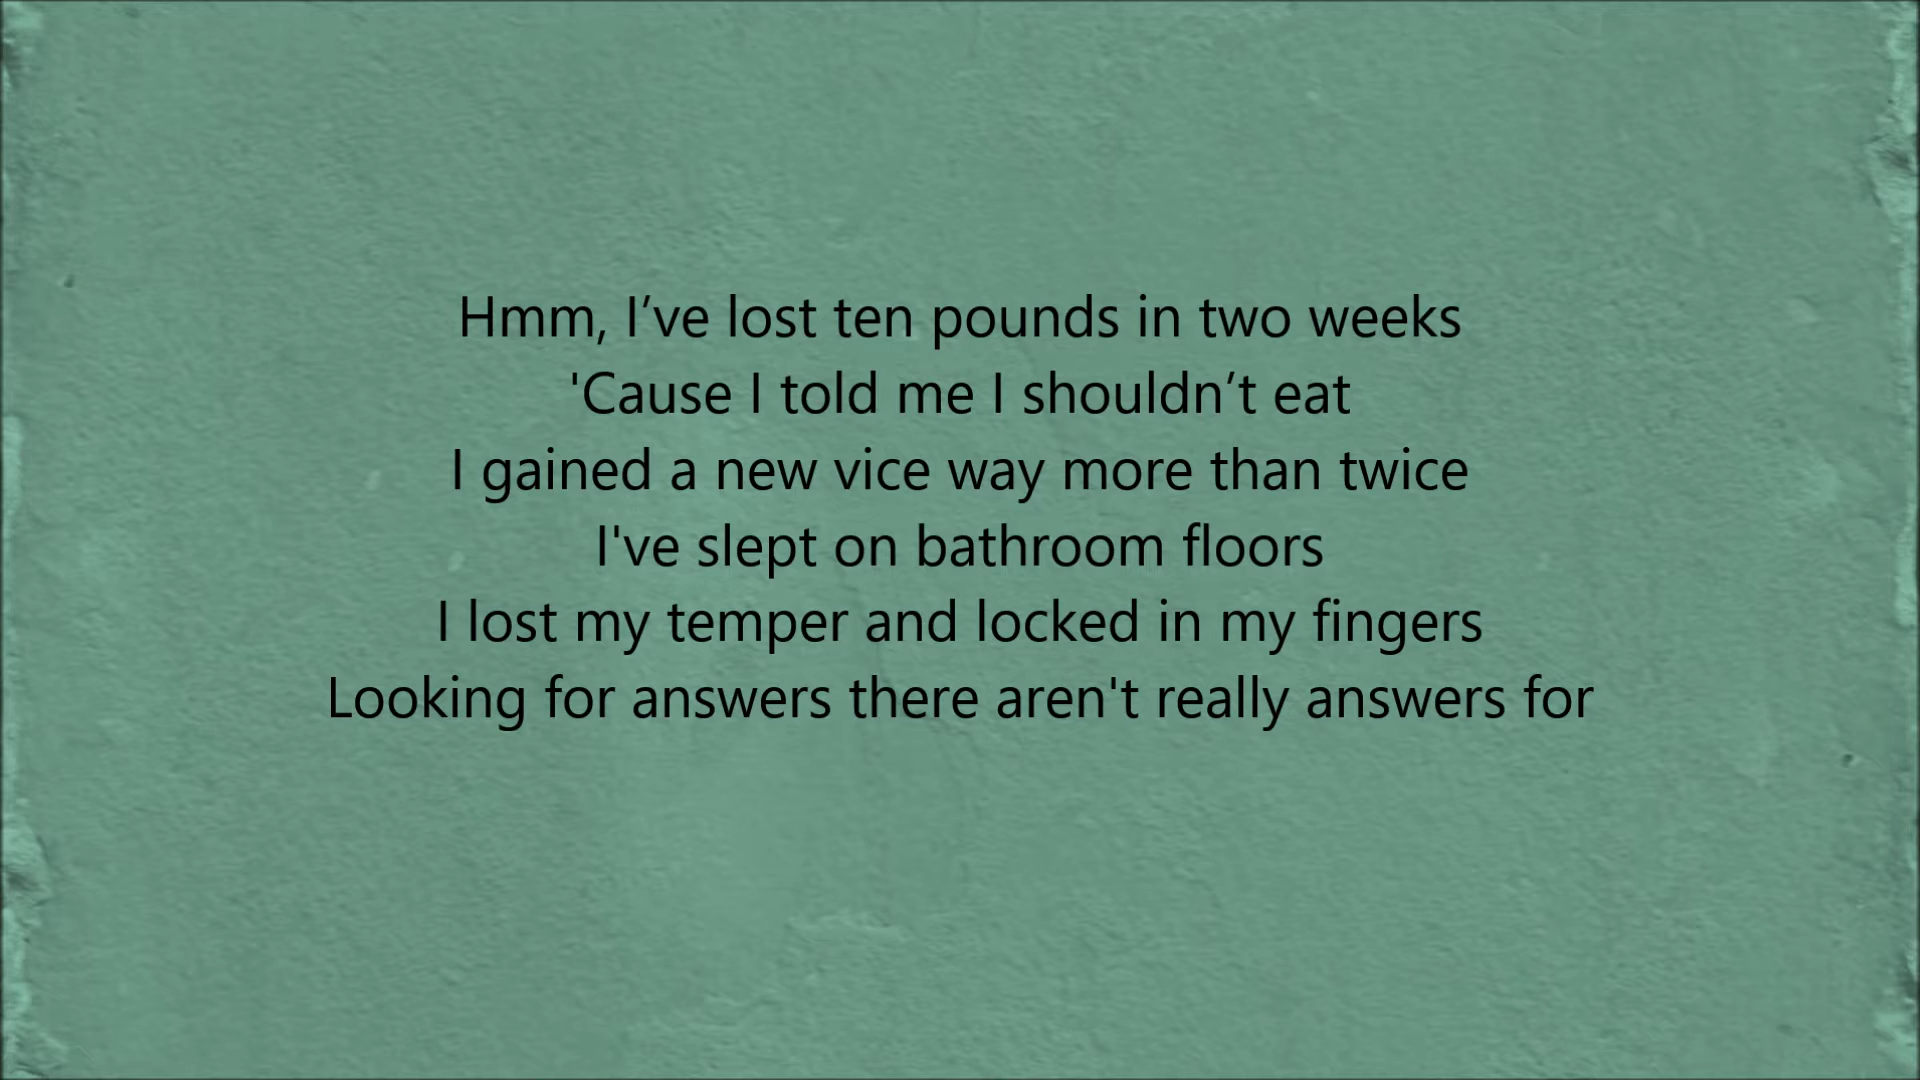 Hmm, I’ve lost ten pounds in two weeks
'Cause I told me I shouldn’t eat
I gained a new vice way more than twice
I've slept on bathroom floors
I lost my temper and locked in my fingers
Looking for answers there aren't really answers for